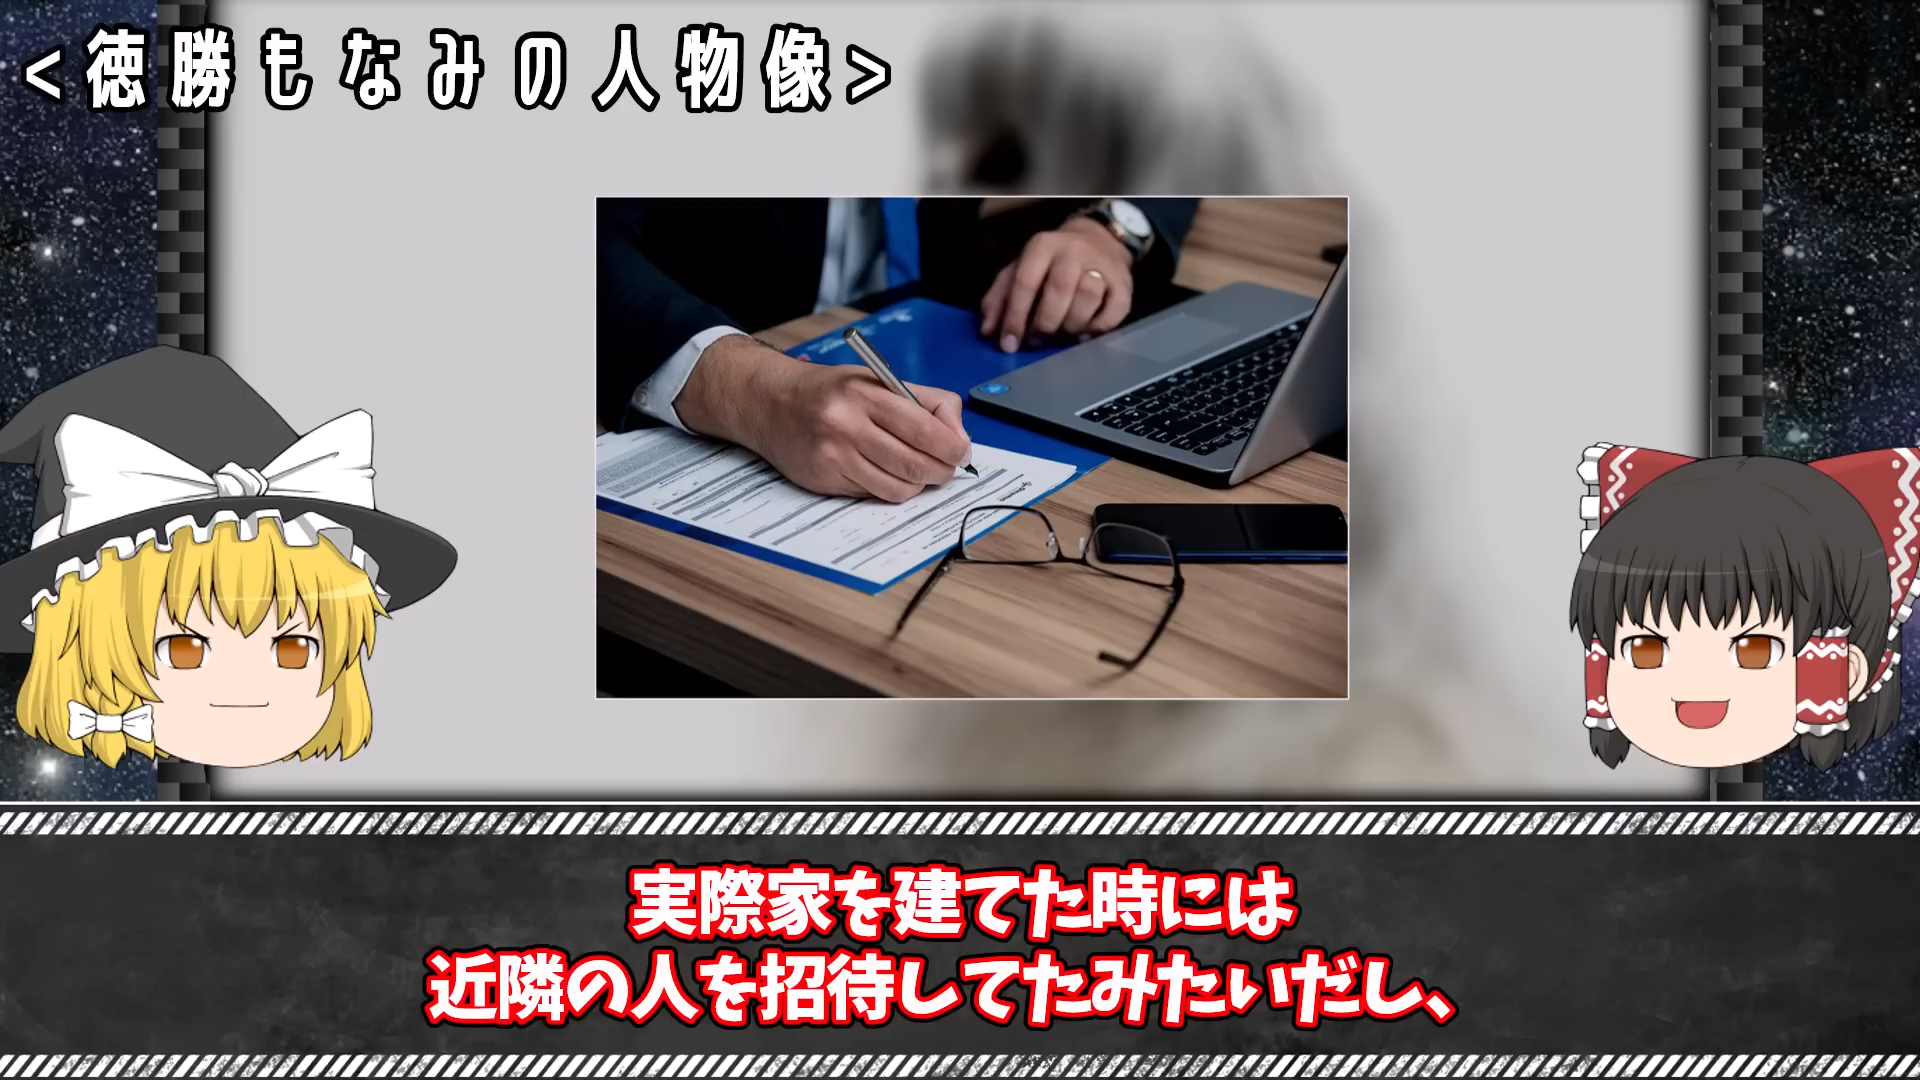 <徳勝もなみの人物像>
実際家を建てた時には
近隣の人を招待してたみたいだし、